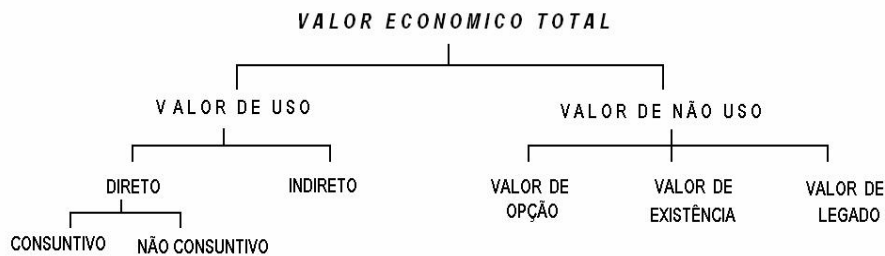 VALOR ECONOMICO TOTAL
VALOR DE USO
VALOR DE NÃO USO
DIRETO
INDIRETO
VALOR DE
OPÇÃO
VALOR DE
EXISTÊNCIA
VALOR DE
LEGADO
CONSUNTIVO
NÃO CONSUNTIVO